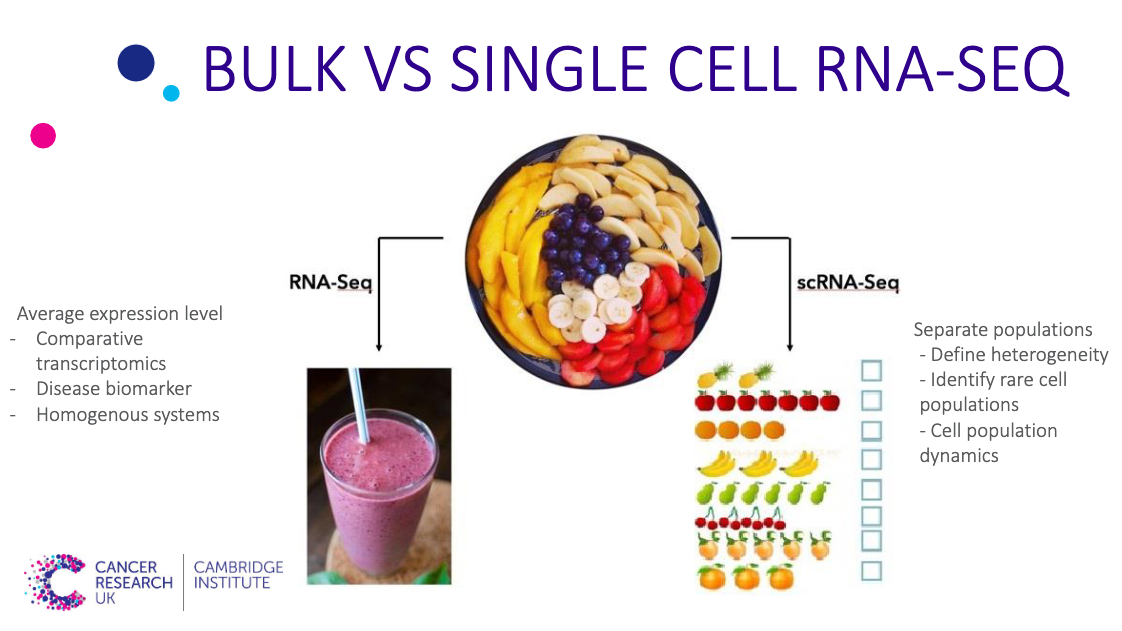 BULK VS SINGLE CELL RNA-SEQ
RNA-Seq
scRNA-Seq
Average expression level
- Comparative
transcriptomics
- Disease biomarker
- Homogenous systems
Separate populations
- Define heterogeneity
- Identify rare cell
populations
- Cell population
dynamics
CANCER
RESEARCH
UK
CAMBRIDGE
INSTITUTE